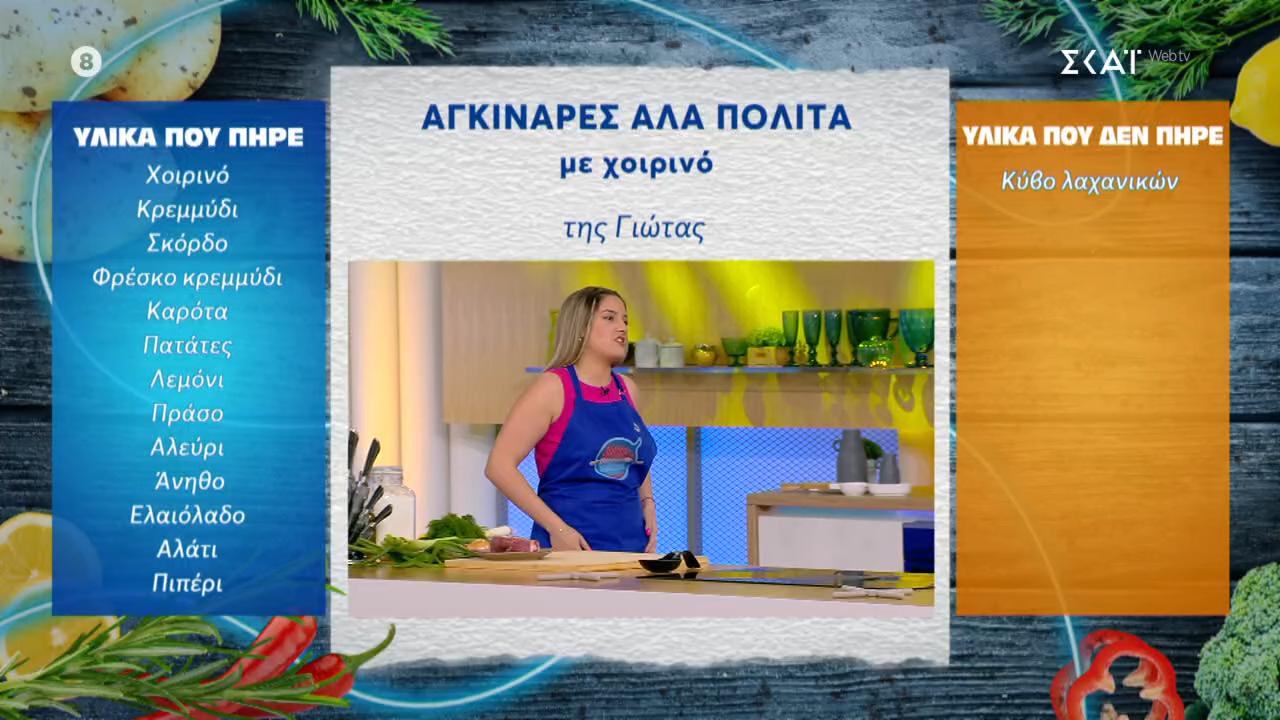 8
ΣΚΑΪ Webtv
ΑΓΚΙΝΑΡΕΣ ΑΛΑ ΠΟΛΙΤΑ
με χοιρινό
της Γιώτας
ΥΛΙΚΑ ΠΟΥ ΠΗΡΕ
Χοιρινό
Κρεμμύδι
Σκόρδο
Φρέσκο κρεμμύδι
Καρότα
Πατάτες
Λεμόνι
Πράσο
Αλεύρι
Άνηθο
Ελαιόλαδο
Αλάτι
Πιπέρι
ΥΛΙΚΑ ΠΟΥ ΔΕΝ ΠΗΡΕ
Κύβο λαχανικών